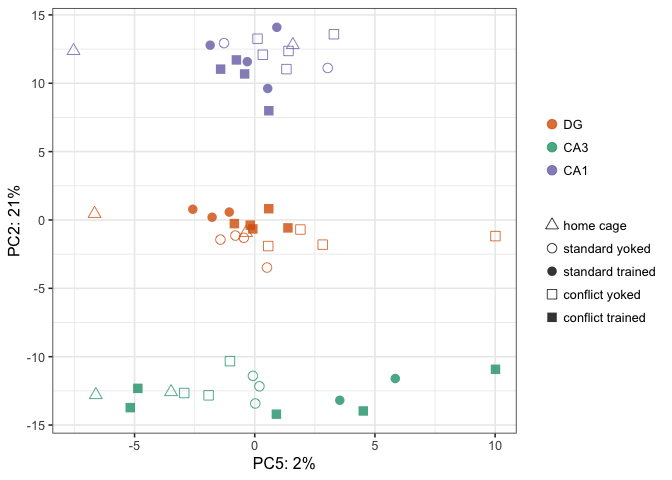 15
10
5
0
-5
-10
-15
PC2: 21%
-5
0
5
10
PC5: 2%
DG
CA3
CA1
home cage
standard yoked
standard trained
conflict yoked
conflict trained